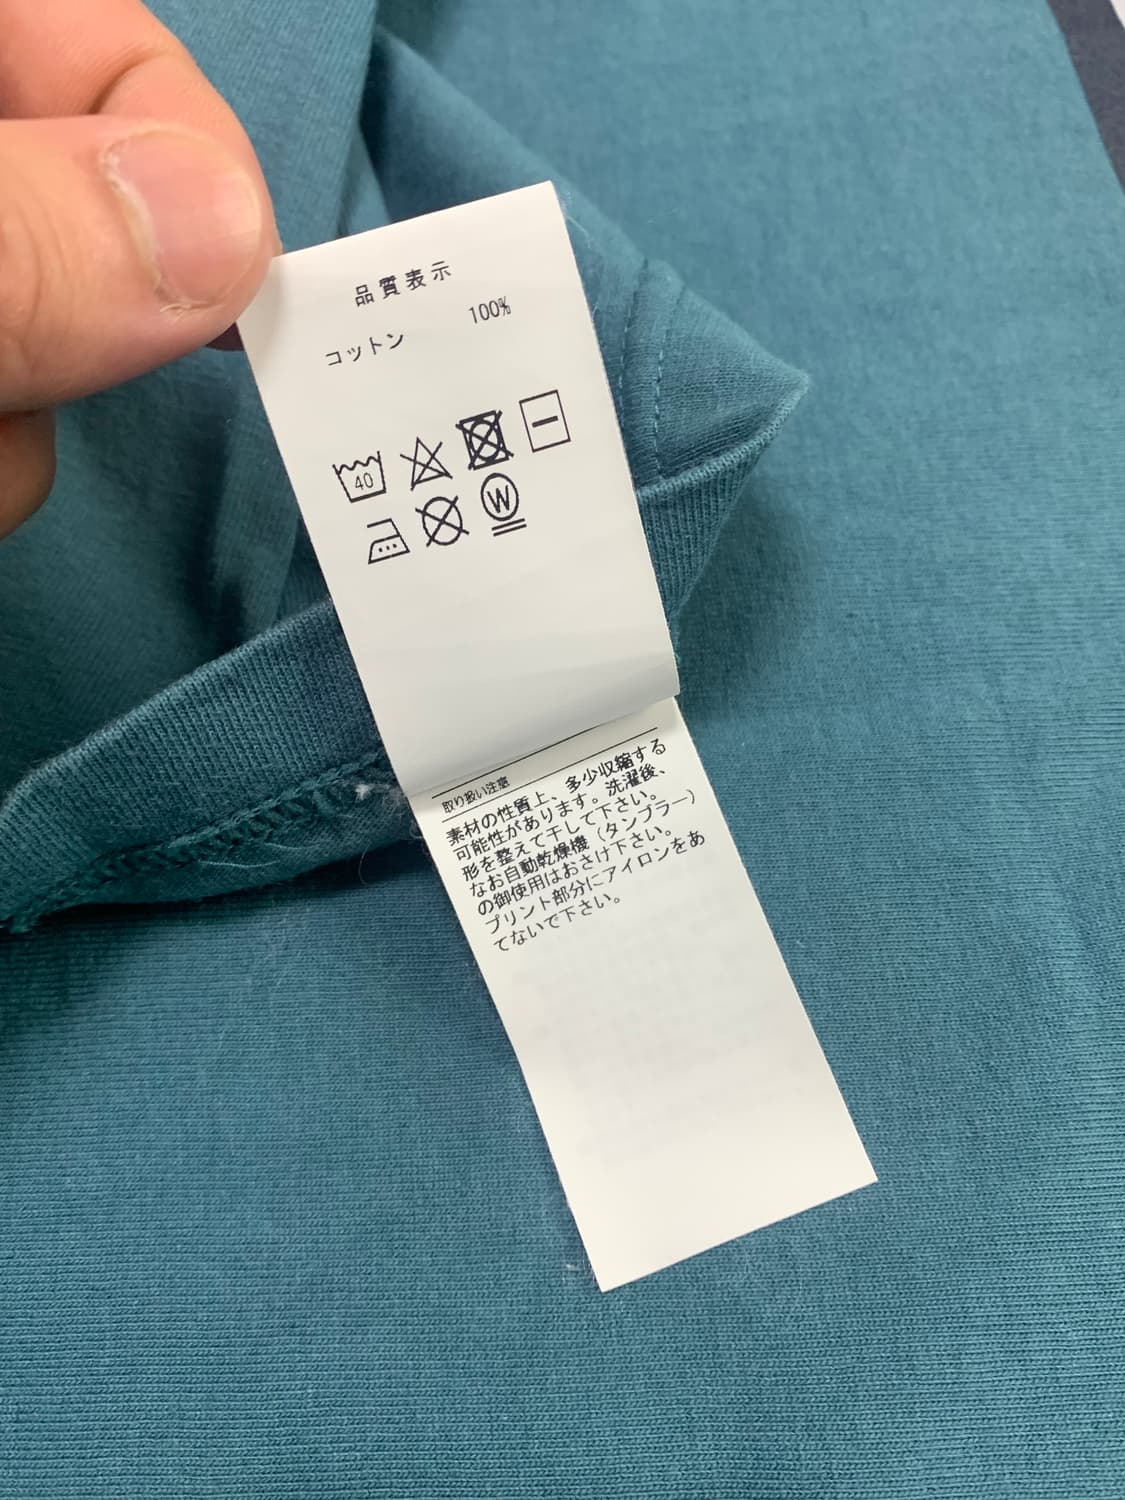 品質表示
コットン 100%
40
W
取り扱い注意
素材の性質上、多少収縮する
可能性があります。洗濯後、
形を整えて干して下さい。
なお自動乾燥機（タンブラー）
の御使用はおさけ下さい。
プリント部分にアイロンをあ
てないで下さい。